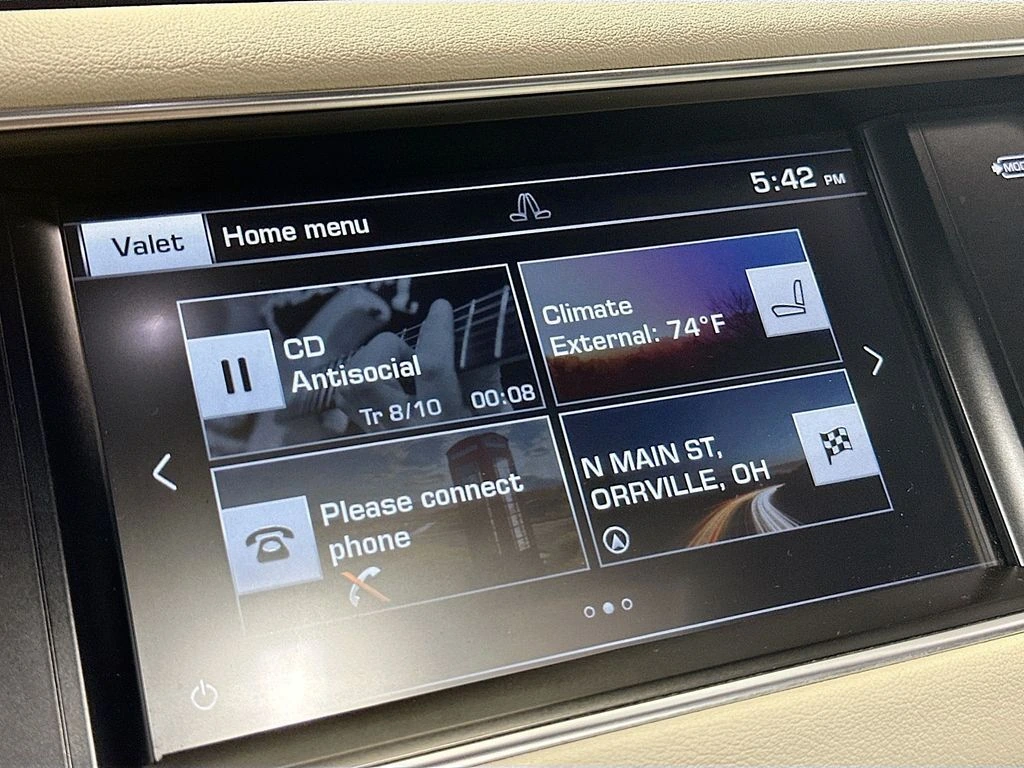 Valet
Home menu
5:42 PM
CD
Antisocial
Tr 8/10 00:08
Climate
External: 74°F
Please connect
phone
N MAIN ST,
ORRVILLE, OH